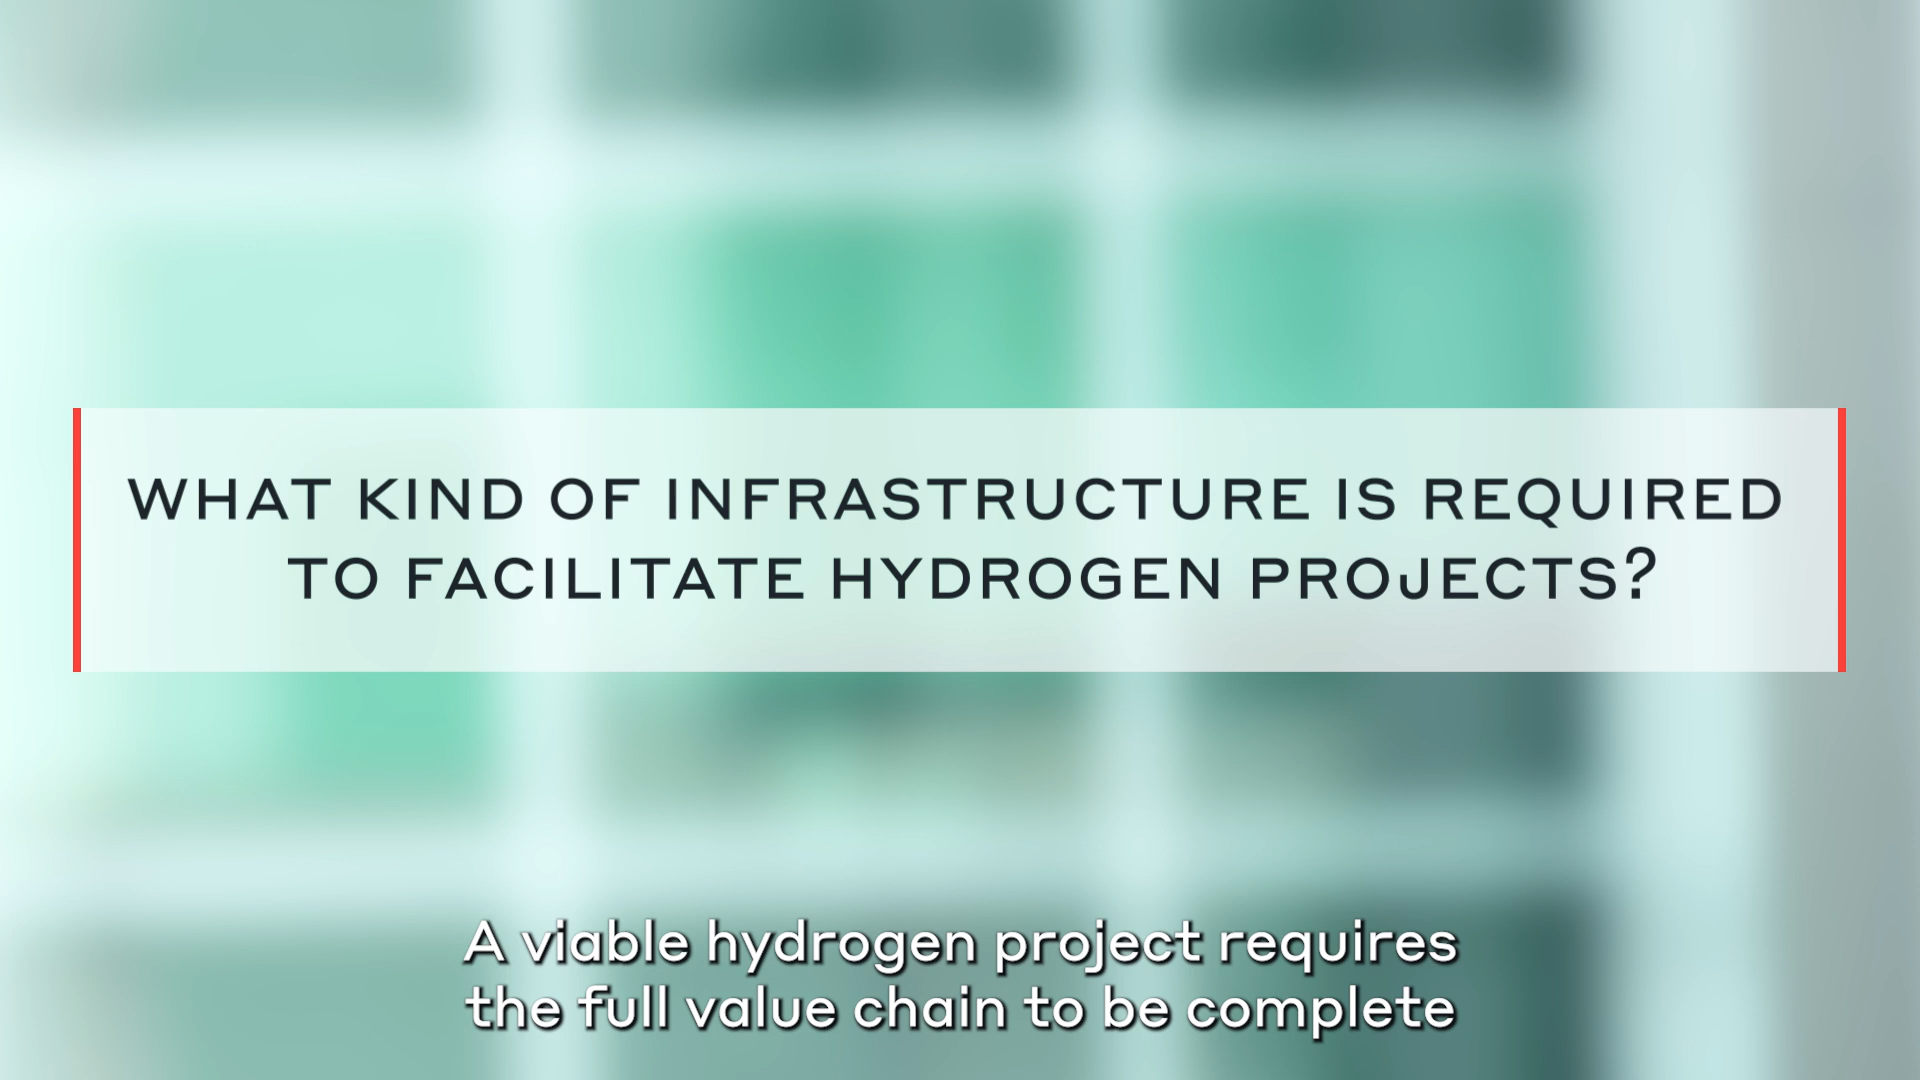 WHAT KIND OF INFRASTRUCTURE IS REQUIRED
TO FACILITATE HYDROGEN PROJECTS?
A viable hydrogen project requires
the full value chain to be complete